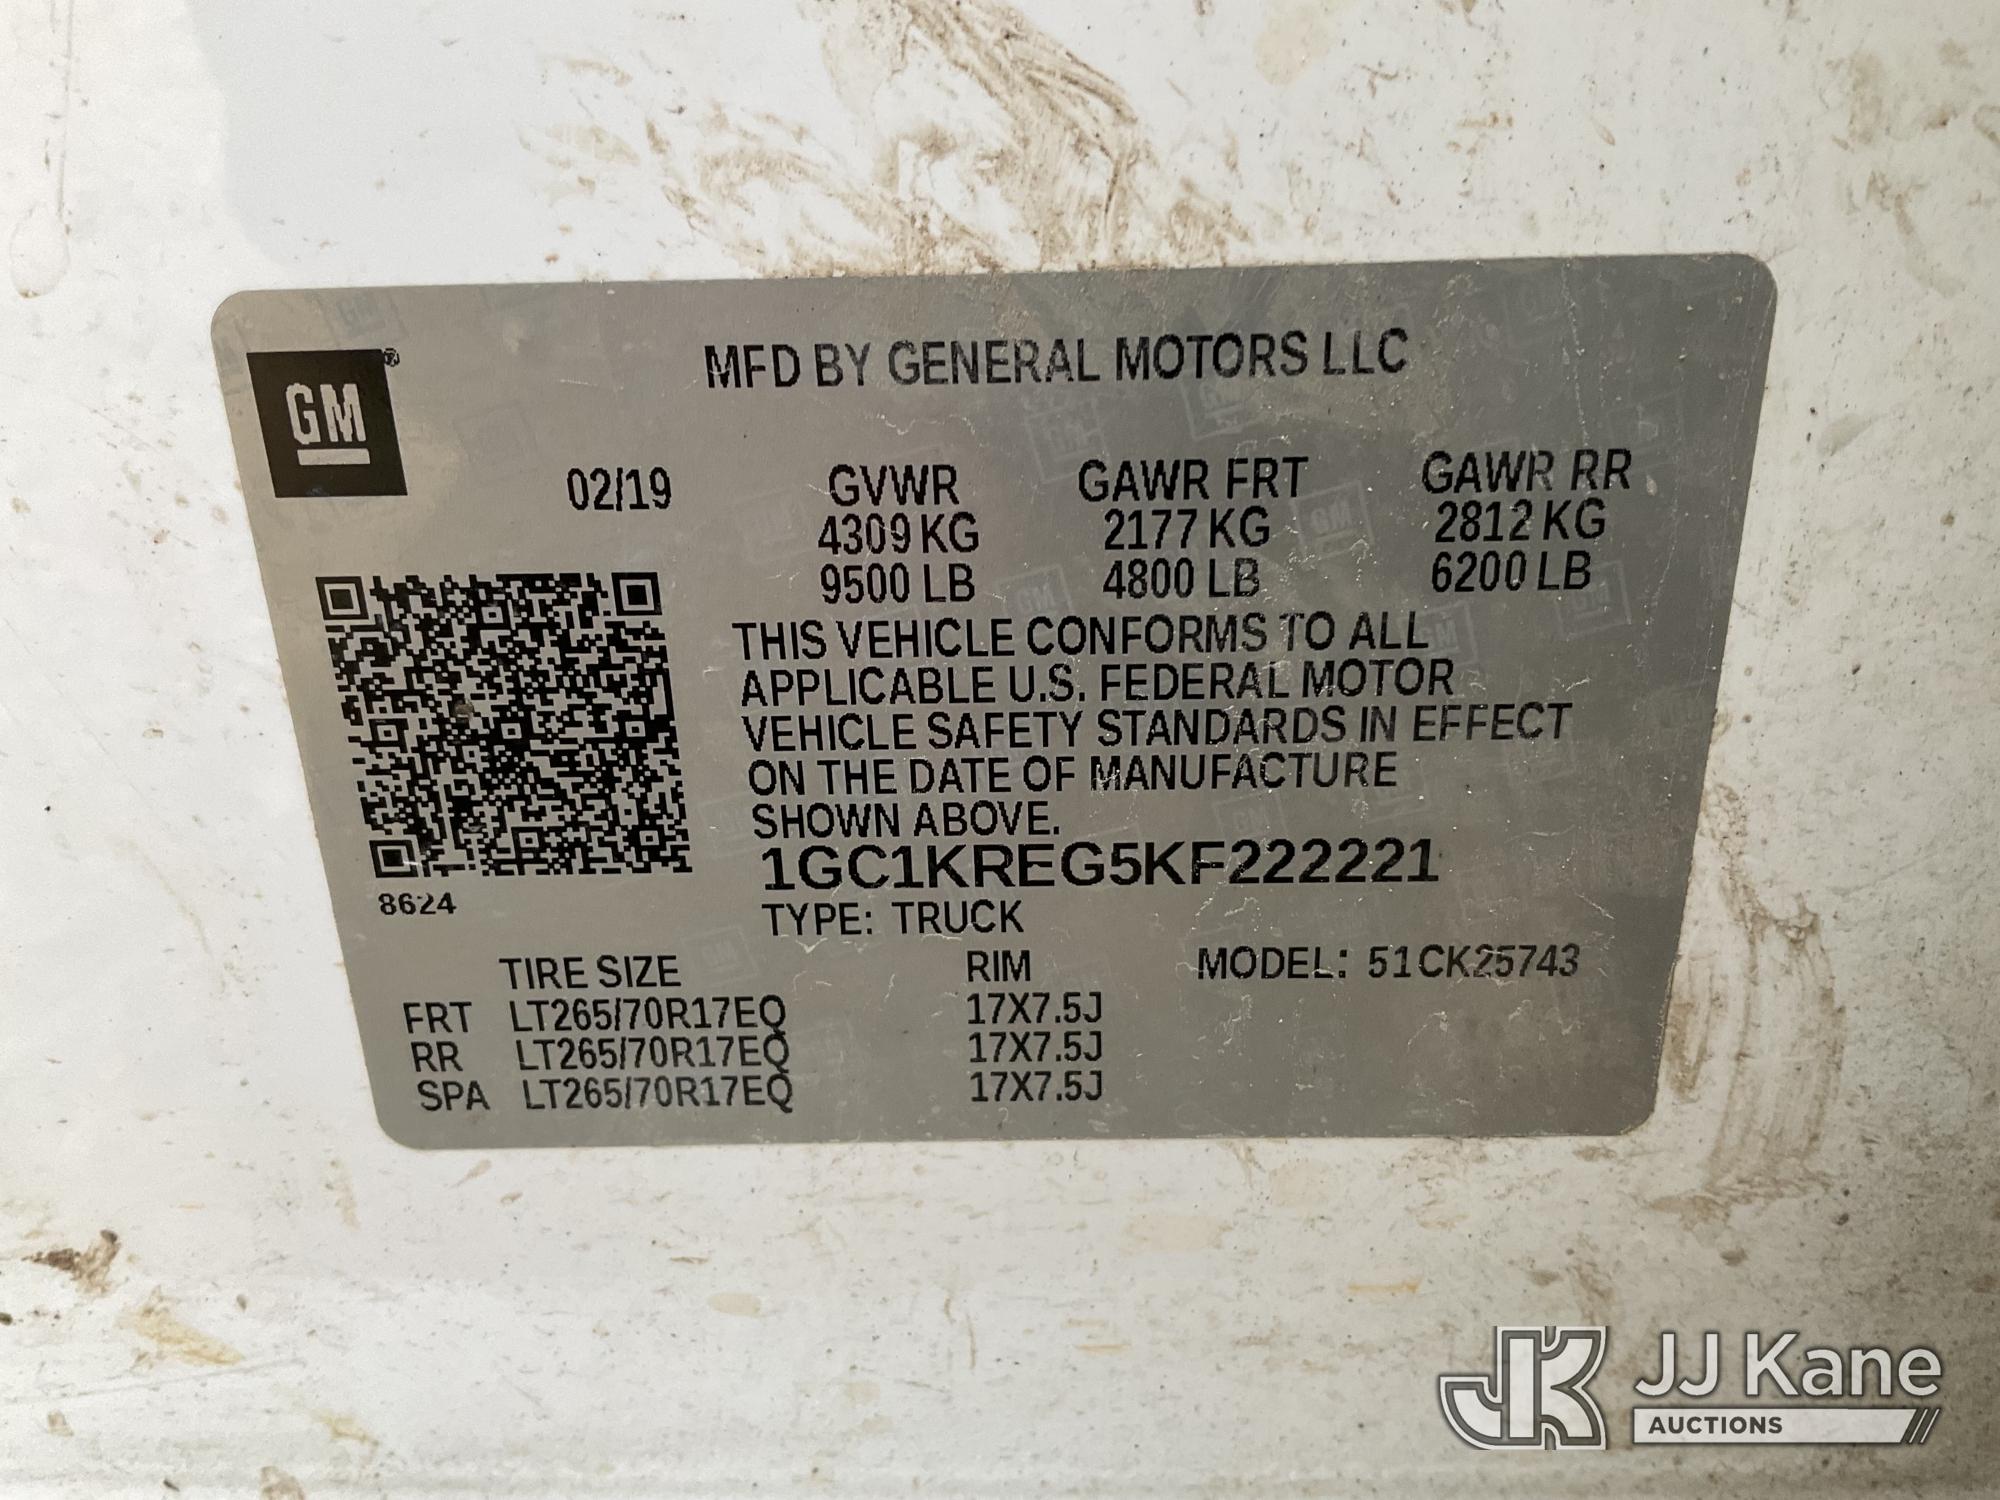 MFD BY GENERAL MOTORS LLC
GM®
02/19 GVWR GAWR FRT GAWR RR
4309 KG 2177 KG 2812 KG
9500 LB 4800 LB 6200 LB
THIS VEHICLE CONFORMS TO ALL
APPLICABLE U.S. FEDERAL MOTOR
VEHICLE SAFETY STANDARDS IN EFFECT
ON THE DATE OF MANUFACTURE
SHOWN ABOVE.
1GC1KREG5KF222221
8624
TYPE: TRUCK
TIRE SIZE RIM MODEL: 51CK25743
FRT LT265/70R17EQ 17X7.5J
RR LT265/70R17EQ 17X7.5J
SPA LT265/70R17EQ 17X7.5J
JK JJ Kane
AUCTIONS